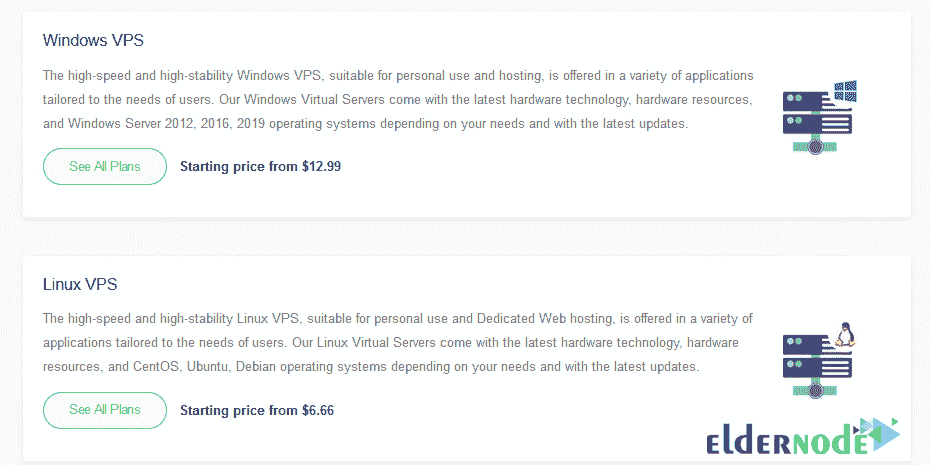 Windows VPS
The high-speed and high-stability Windows VPS, suitable for personal use and hosting, is offered in a variety of applications
tailored to the needs of users. Our Windows Virtual Servers come with the latest hardware technology, hardware resources,
and Windows Server 2012, 2016, 2019 operating systems depending on your needs and with the latest updates.
See All Plans Starting price from $12.99
Linux VPS
The high-speed and high-stability Linux VPS, suitable for personal use and Dedicated Web hosting, is offered in a variety of
applications tailored to the needs of users. Our Linux Virtual Servers come with the latest hardware technology, hardware
resources, and CentOS, Ubuntu, Debian operating systems depending on your needs and with the latest updates.
See All Plans Starting price from $6.66
elderNODE